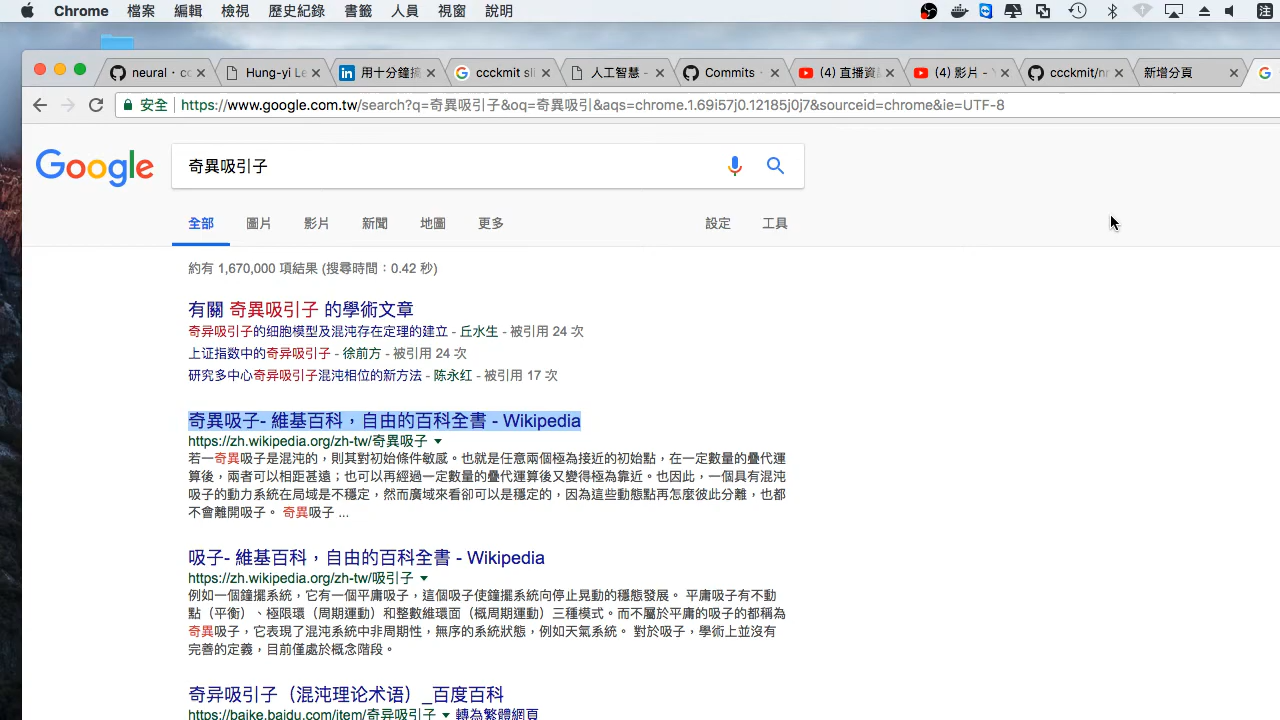 Chrome 檔案 編輯 檢視 歷史紀錄 書籤 人員 視窗 說明 注
neural · cc Hung-yi Le 用十分鐘搞 ccckmit sli 人工智慧 - Commits · (4) 直播資訊 (4) 影片 - Y ccckmit/nn 新增分頁
安全 https://www.google.com.tw/search?q=奇異吸引子&oq=奇異吸引&aqs=chrome.1.69i57j0.12185j0j7&sourceid=chrome&ie=UTF-8
Google 奇異吸引子
全部 圖片 影片 新聞 地圖 更多 設定 工具
約有 1,670,000 項結果 (搜尋時間：0.42 秒)
有關 奇異吸引子 的學術文章
奇异吸引子的细胞模型及混沌存在定理的建立 - 丘水生 - 被引用 24 次
上证指数中的奇异吸引子 - 徐前方 - 被引用 24 次
研究多中心奇异吸引子混沌相位的新方法 - 陈永红 - 被引用 17 次
奇異吸子- 維基百科，自由的百科全書 - Wikipedia
https://zh.wikipedia.org/zh-tw/奇異吸子
若一奇異吸子是混沌的，則其對初始條件敏感。也就是任意兩個極為接近的初始點，在一定數量的疊代運
算後，兩者可以相距甚遠；也可以再經過一定數量的疊代運算後又變得極為靠近。也因此，一個具有混沌
吸子的動力系統在局域是不穩定，然而廣域來看卻可以是穩定的，因為這些動態點再怎麼彼此分離，也都
不會離開吸子。 奇異吸子 ...
吸子- 維基百科，自由的百科全書 - Wikipedia
https://zh.wikipedia.org/zh-tw/吸引子
例如一個鐘擺系統，它有一個平庸吸子，這個吸子使鐘擺系統向停止晃動的穩態發展。 平庸吸子有不動
點（平衡）、極限環（周期運動）和整數維環面（概周期運動）三種模式。而不屬於平庸的吸子的都稱為
奇異吸子，它表現了混沌系統中非周期性，無序的系統狀態，例如天氣系統。 對於吸子，學術上並沒有
完善的定義，目前僅處於概念階段。
奇异吸引子（混沌理论术语）_百度百科
https://baike.baidu.com/item/奇异吸引子 轉為繁體網頁